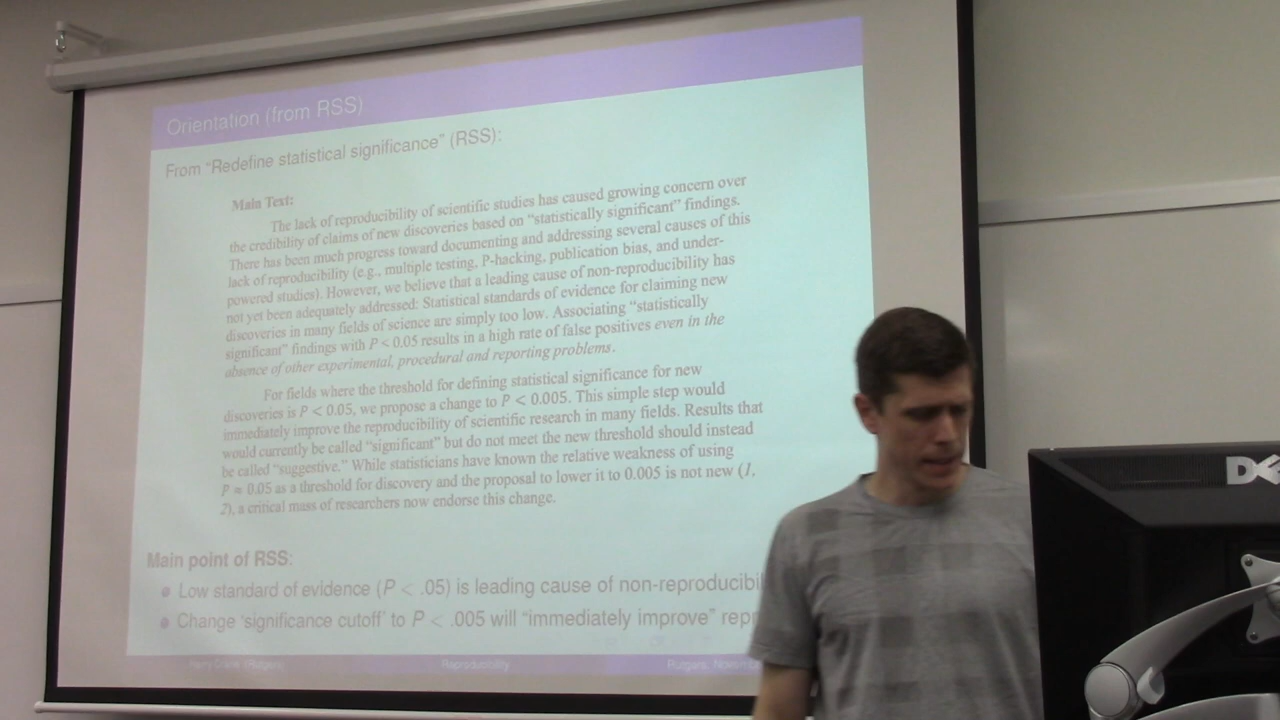 Orientation (from RSS)
From "Redefine statistical significance" (RSS):
Main Text:
The lack of reproducibility of scientific studies has caused growing concern over
the credibility of claims of new discoveries based on "statistically significant" findings.
There has been much progress toward documenting and addressing several causes of this
lack of reproducibility (e.g., multiple testing, P-hacking, publication bias, and under-
powered studies). However, we believe that a leading cause of non-reproducibility has
not yet been adequately addressed: Statistical standards of evidence for claiming new
discoveries in many fields of science are simply too low. Associating "statistically
significant" findings with P < 0.05 results in a high rate of false positives even in the
absence of other experimental, procedural and reporting problems.
For fields where the threshold for defining statistical significance for new
discoveries is P < 0.05, we propose a change to P < 0.005. This simple step would
immediately improve the reproducibility of scientific research in many fields. Results that
would currently be called "significant" but do not meet the new threshold should instead
be called "suggestive." While statisticians have known the relative weakness of using
P ≈ 0.05 as a threshold for discovery and the proposal to lower it to 0.005 is not new (1,
2), a critical mass of researchers now endorse this change.
Main point of RSS:
Low standard of evidence (P < .05) is leading cause of non-reproducibil
Change 'significance cutoff' to P < .005 will "immediately improve" repr
Harry Crane (Rutgers) Reproducibility Rutgers, Novem
DE